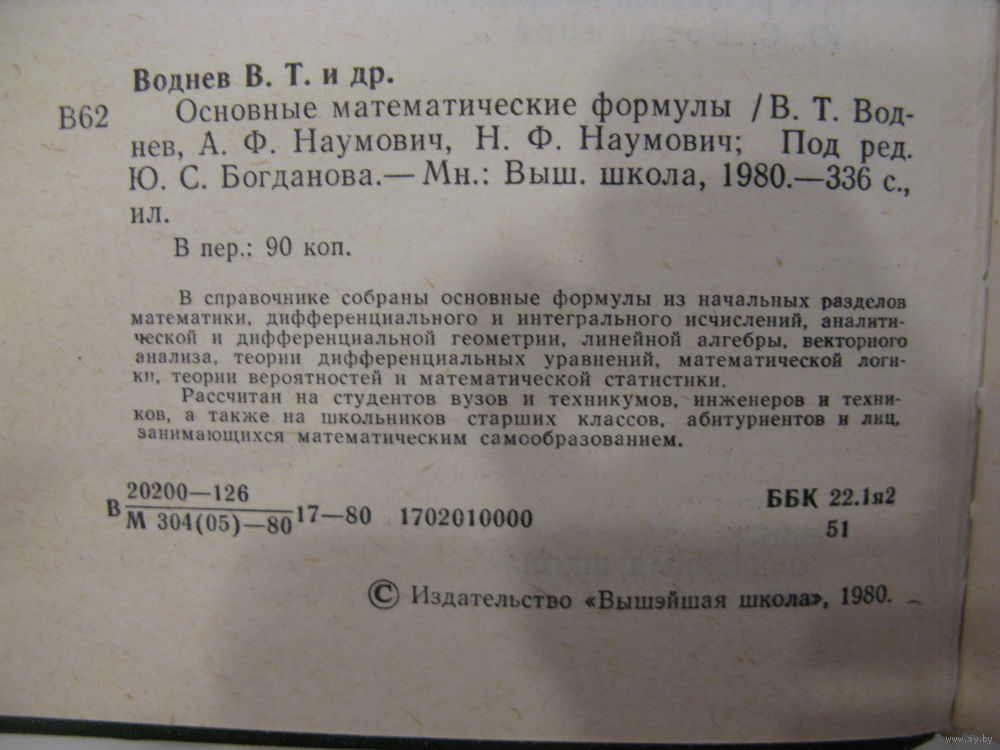 Воднев В. Т. и др.
В62 Основные математические формулы /В. Т. Вод-
нев, А. Ф. Наумович, Н. Ф. Наумович; Под ред.
Ю. С. Богданова.— Мн.: Выш. школа, 1980.—336 с.,
ил.
В пер.: 90 коп.
В справочнике собраны основные формулы из начальных разделов
математики, дифференциального и интегрального исчислений, аналити-
ческой и дифференциальной геометрии, линейной алгебры, векторного
анализа, теории дифференциальных уравнений, математической логи-
ки, теории вероятностей и математической статистики.
Рассчитан на студентов вузов и техникумов, инженеров и техни-
ков, а также на школьников старших классов, абитуриентов и лиц,
занимающихся математическим самообразованием.
20200—126
В М 304(05)—80 17—80 1702010000
ББК 22.1я2
51
© Издательство «Вышэйшая школа», 1980.
www.ay.by